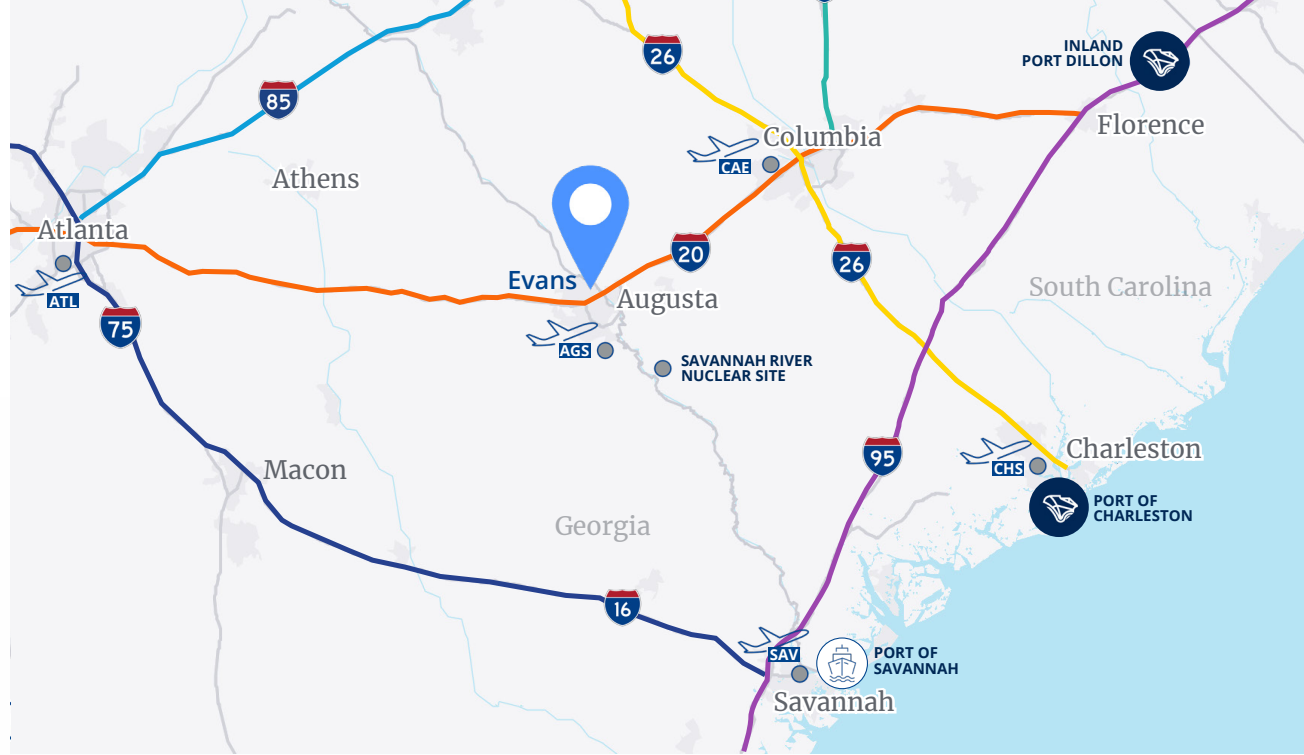 26
INLAND
PORT DILLON
85
Florence
Columbia
CAE
Athens
Atlanta
20
26
Evans
Augusta
South Carolina
ATL
75
AGS
SAVANNAH RIVER
NUCLEAR SITE
95
Charleston
CHS
Macon
PORT OF
CHARLESTON
Georgia
16
SAV
PORT OF
SAVANNAH
Savannah